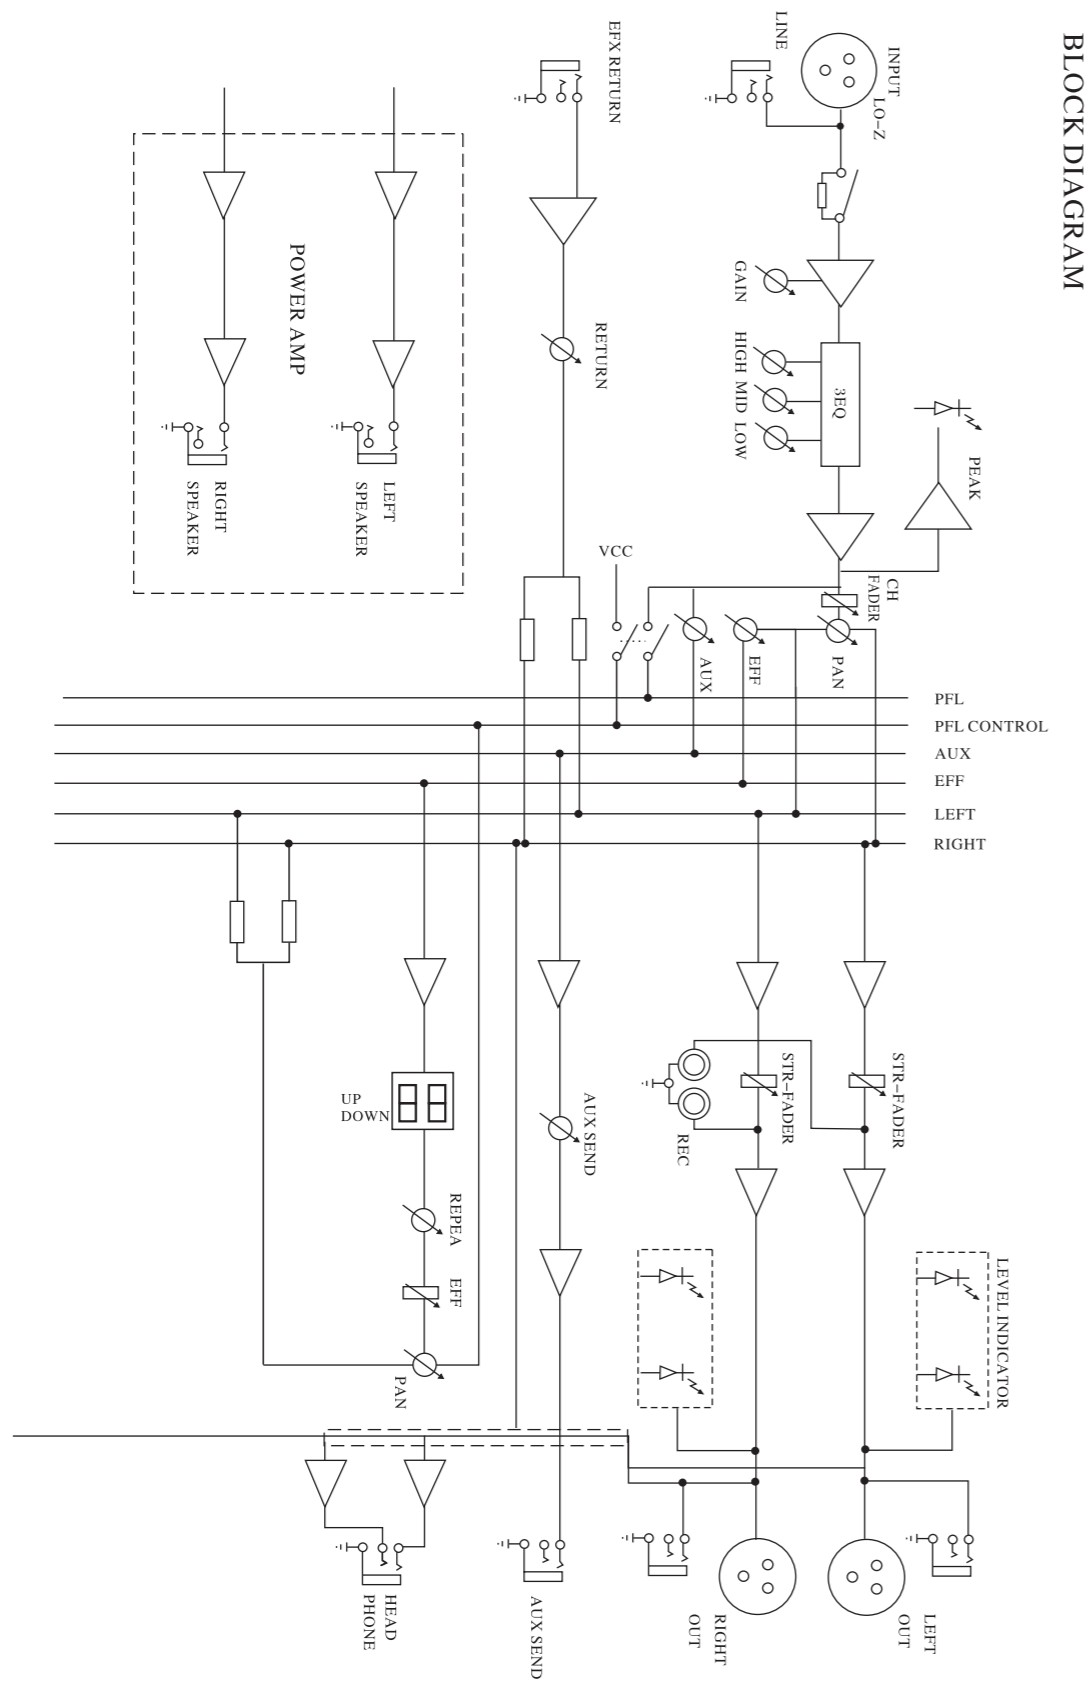 BLOCK DIAGRAM
INPUT
LO-Z
LINE
GAIN
HIGH
MID
LOW
3EQ
PEAK
CH
FADER
PAN
EFF
AUX
VCC
EFX RETURN
RETURN
POWER AMP
LEFT
SPEAKER
RIGHT
SPEAKER
PFL
PFL CONTROL
AUX
EFF
LEFT
RIGHT
STR-FADER
STR-FADER
REC
AUX SEND
UP
DOWN
REPEA
EFF
PAN
LEVEL INDICATOR
LEFT
OUT
RIGHT
OUT
AUX SEND
HEAD
PHONE